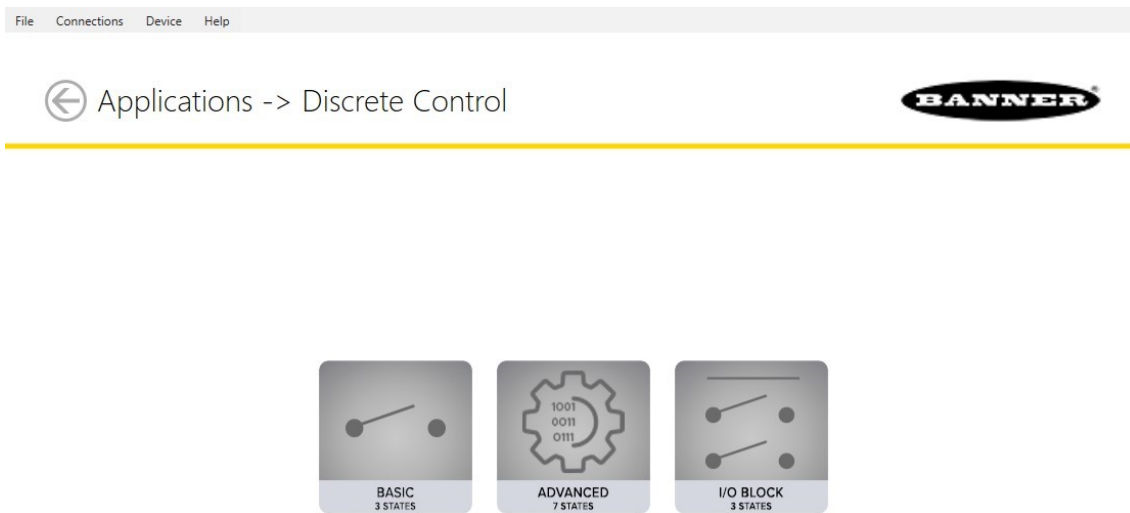 File Connections Device Help
Applications -> Discrete Control
BANNER®
1001
0011
0111
BASIC
3 STATES
ADVANCED
7 STATES
I/O BLOCK
3 STATES